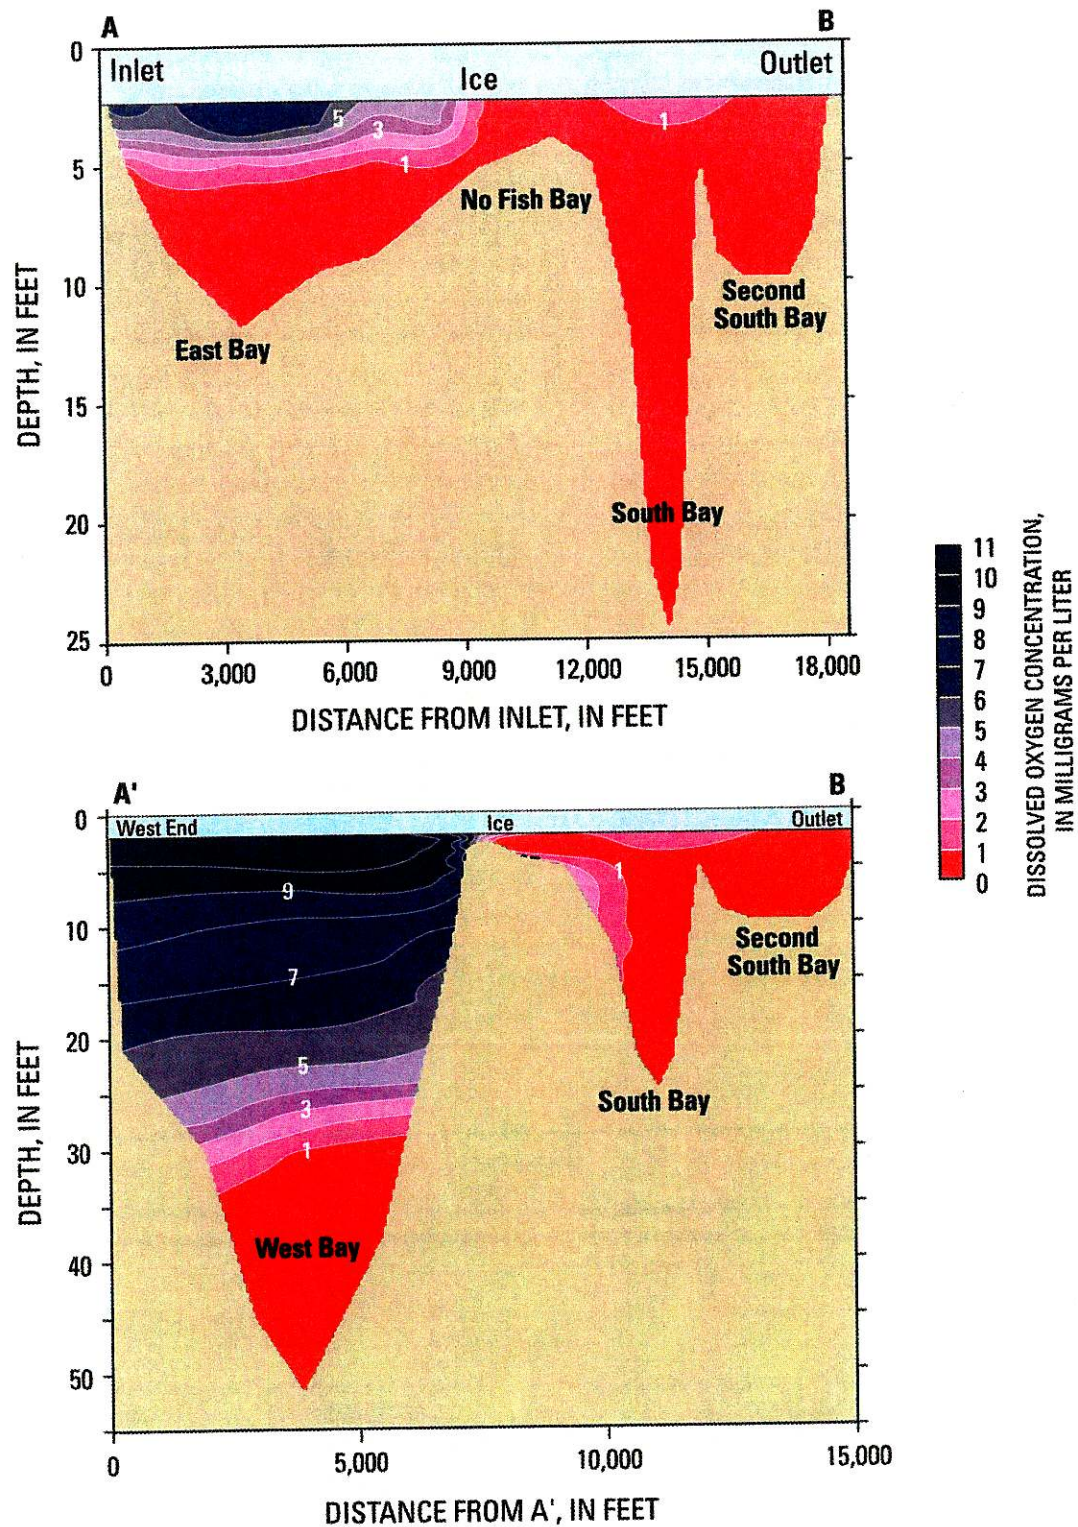 A
B
0
Inlet
Ice
Outlet
5
3
1
1
5
No Fish Bay
10
Second
South Bay
East Bay
15
20
South Bay
25
0
3,000
6,000
9,000
12,000
15,000
18,000
DEPTH, IN FEET
DISTANCE FROM INLET, IN FEET
A'
B
0
West End
Ice
Outlet
9
1
10
Second
South Bay
7
20
5
South Bay
3
30
1
West Bay
40
50
0
5,000
10,000
15,000
DEPTH, IN FEET
DISTANCE FROM A', IN FEET
11
10
9
8
7
6
5
4
3
2
1
0
DISSOLVED OXYGEN CONCENTRATION,
IN MILLIGRAMS PER LITER